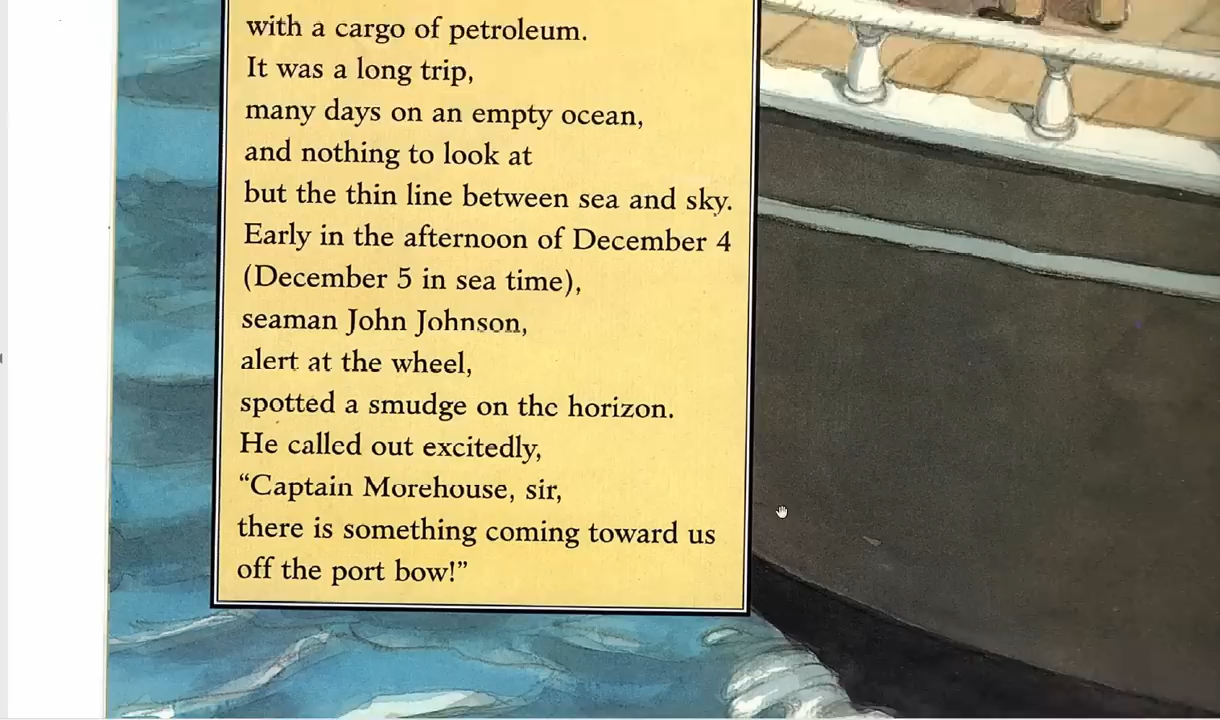 with a cargo of petroleum.
It was a long trip,
many days on an empty ocean,
and nothing to look at
but the thin line between sea and sky.
Early in the afternoon of December 4
(December 5 in sea time),
seaman John Johnson,
alert at the wheel,
spotted a smudge on the horizon.
He called out excitedly,
“Captain Morehouse, sir,
there is something coming toward us
off the port bow!”